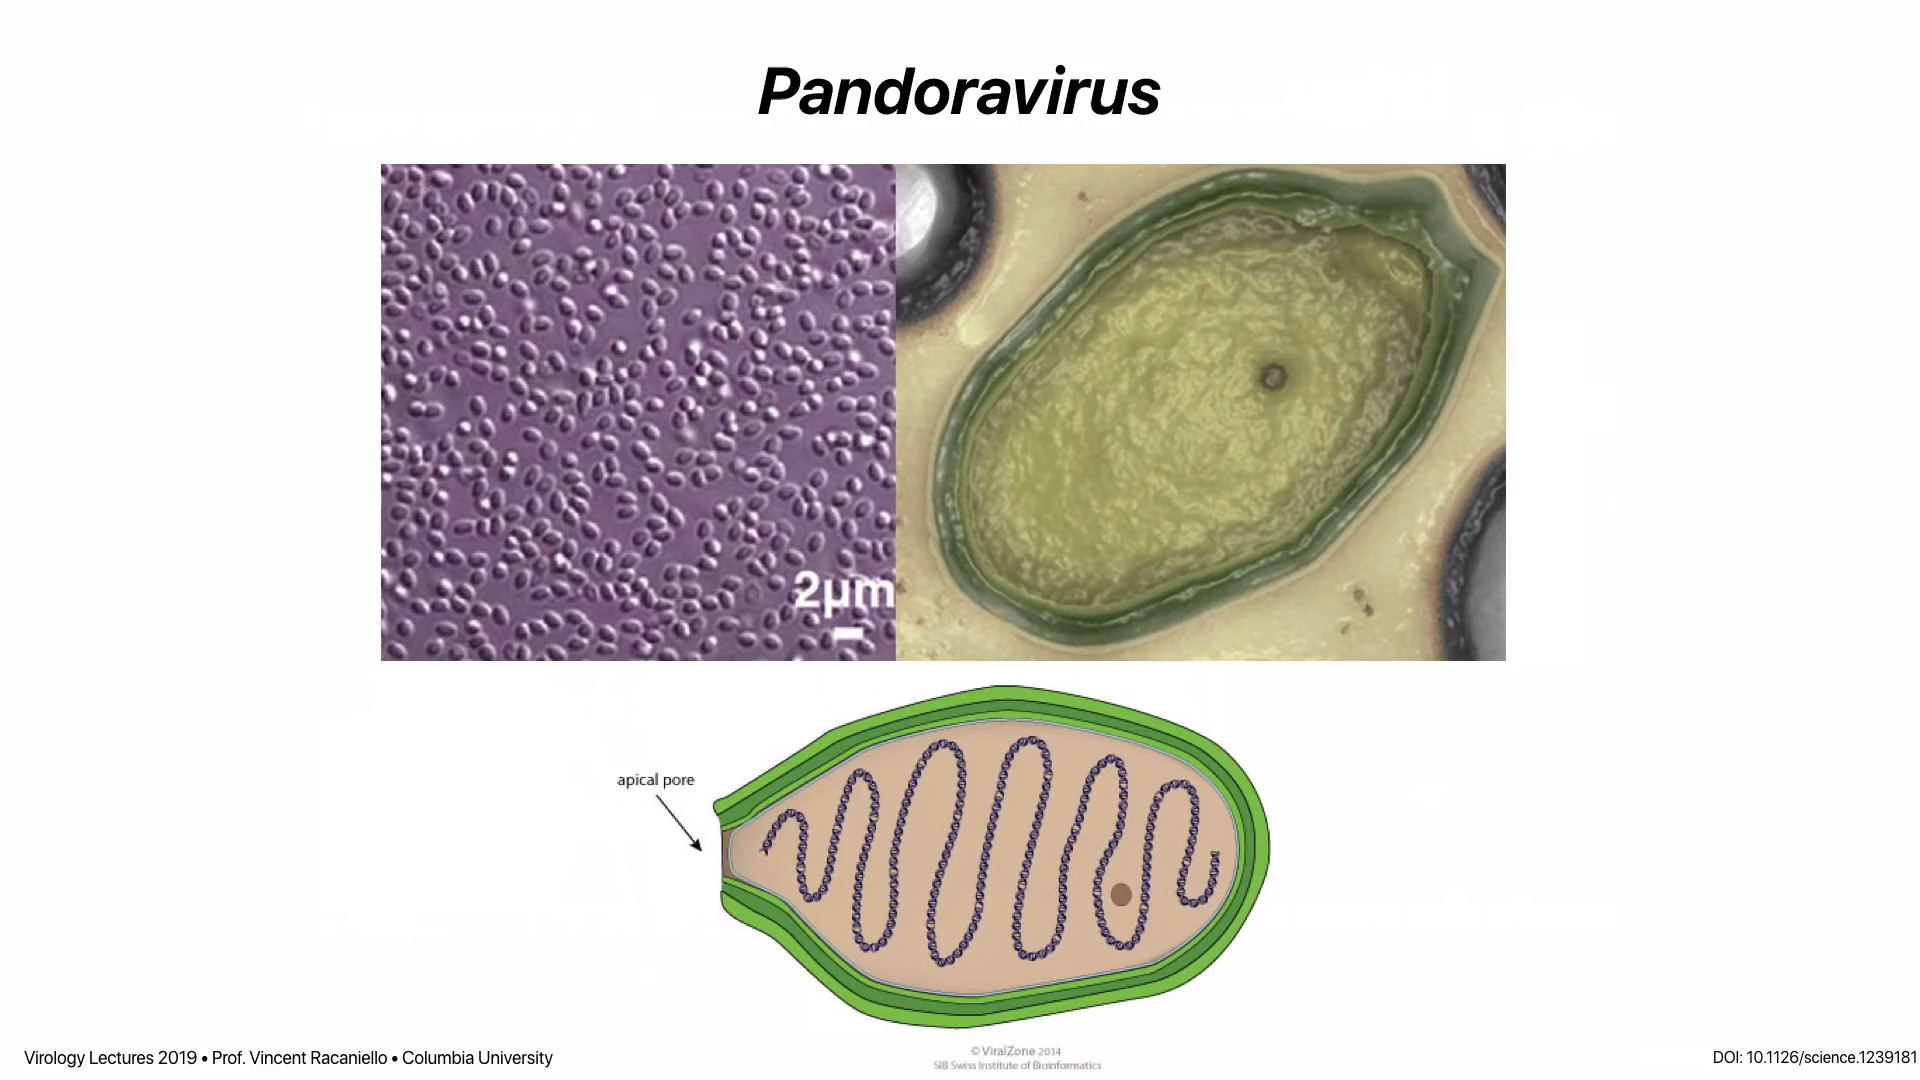 Pandoravirus
2µm
apical pore
Virology Lectures 2019 • Prof. Vincent Racaniello • Columbia University
© ViralZone 2014
SIB Swiss Institute of Bioinformatics
DOI: 10.1126/science.1239181